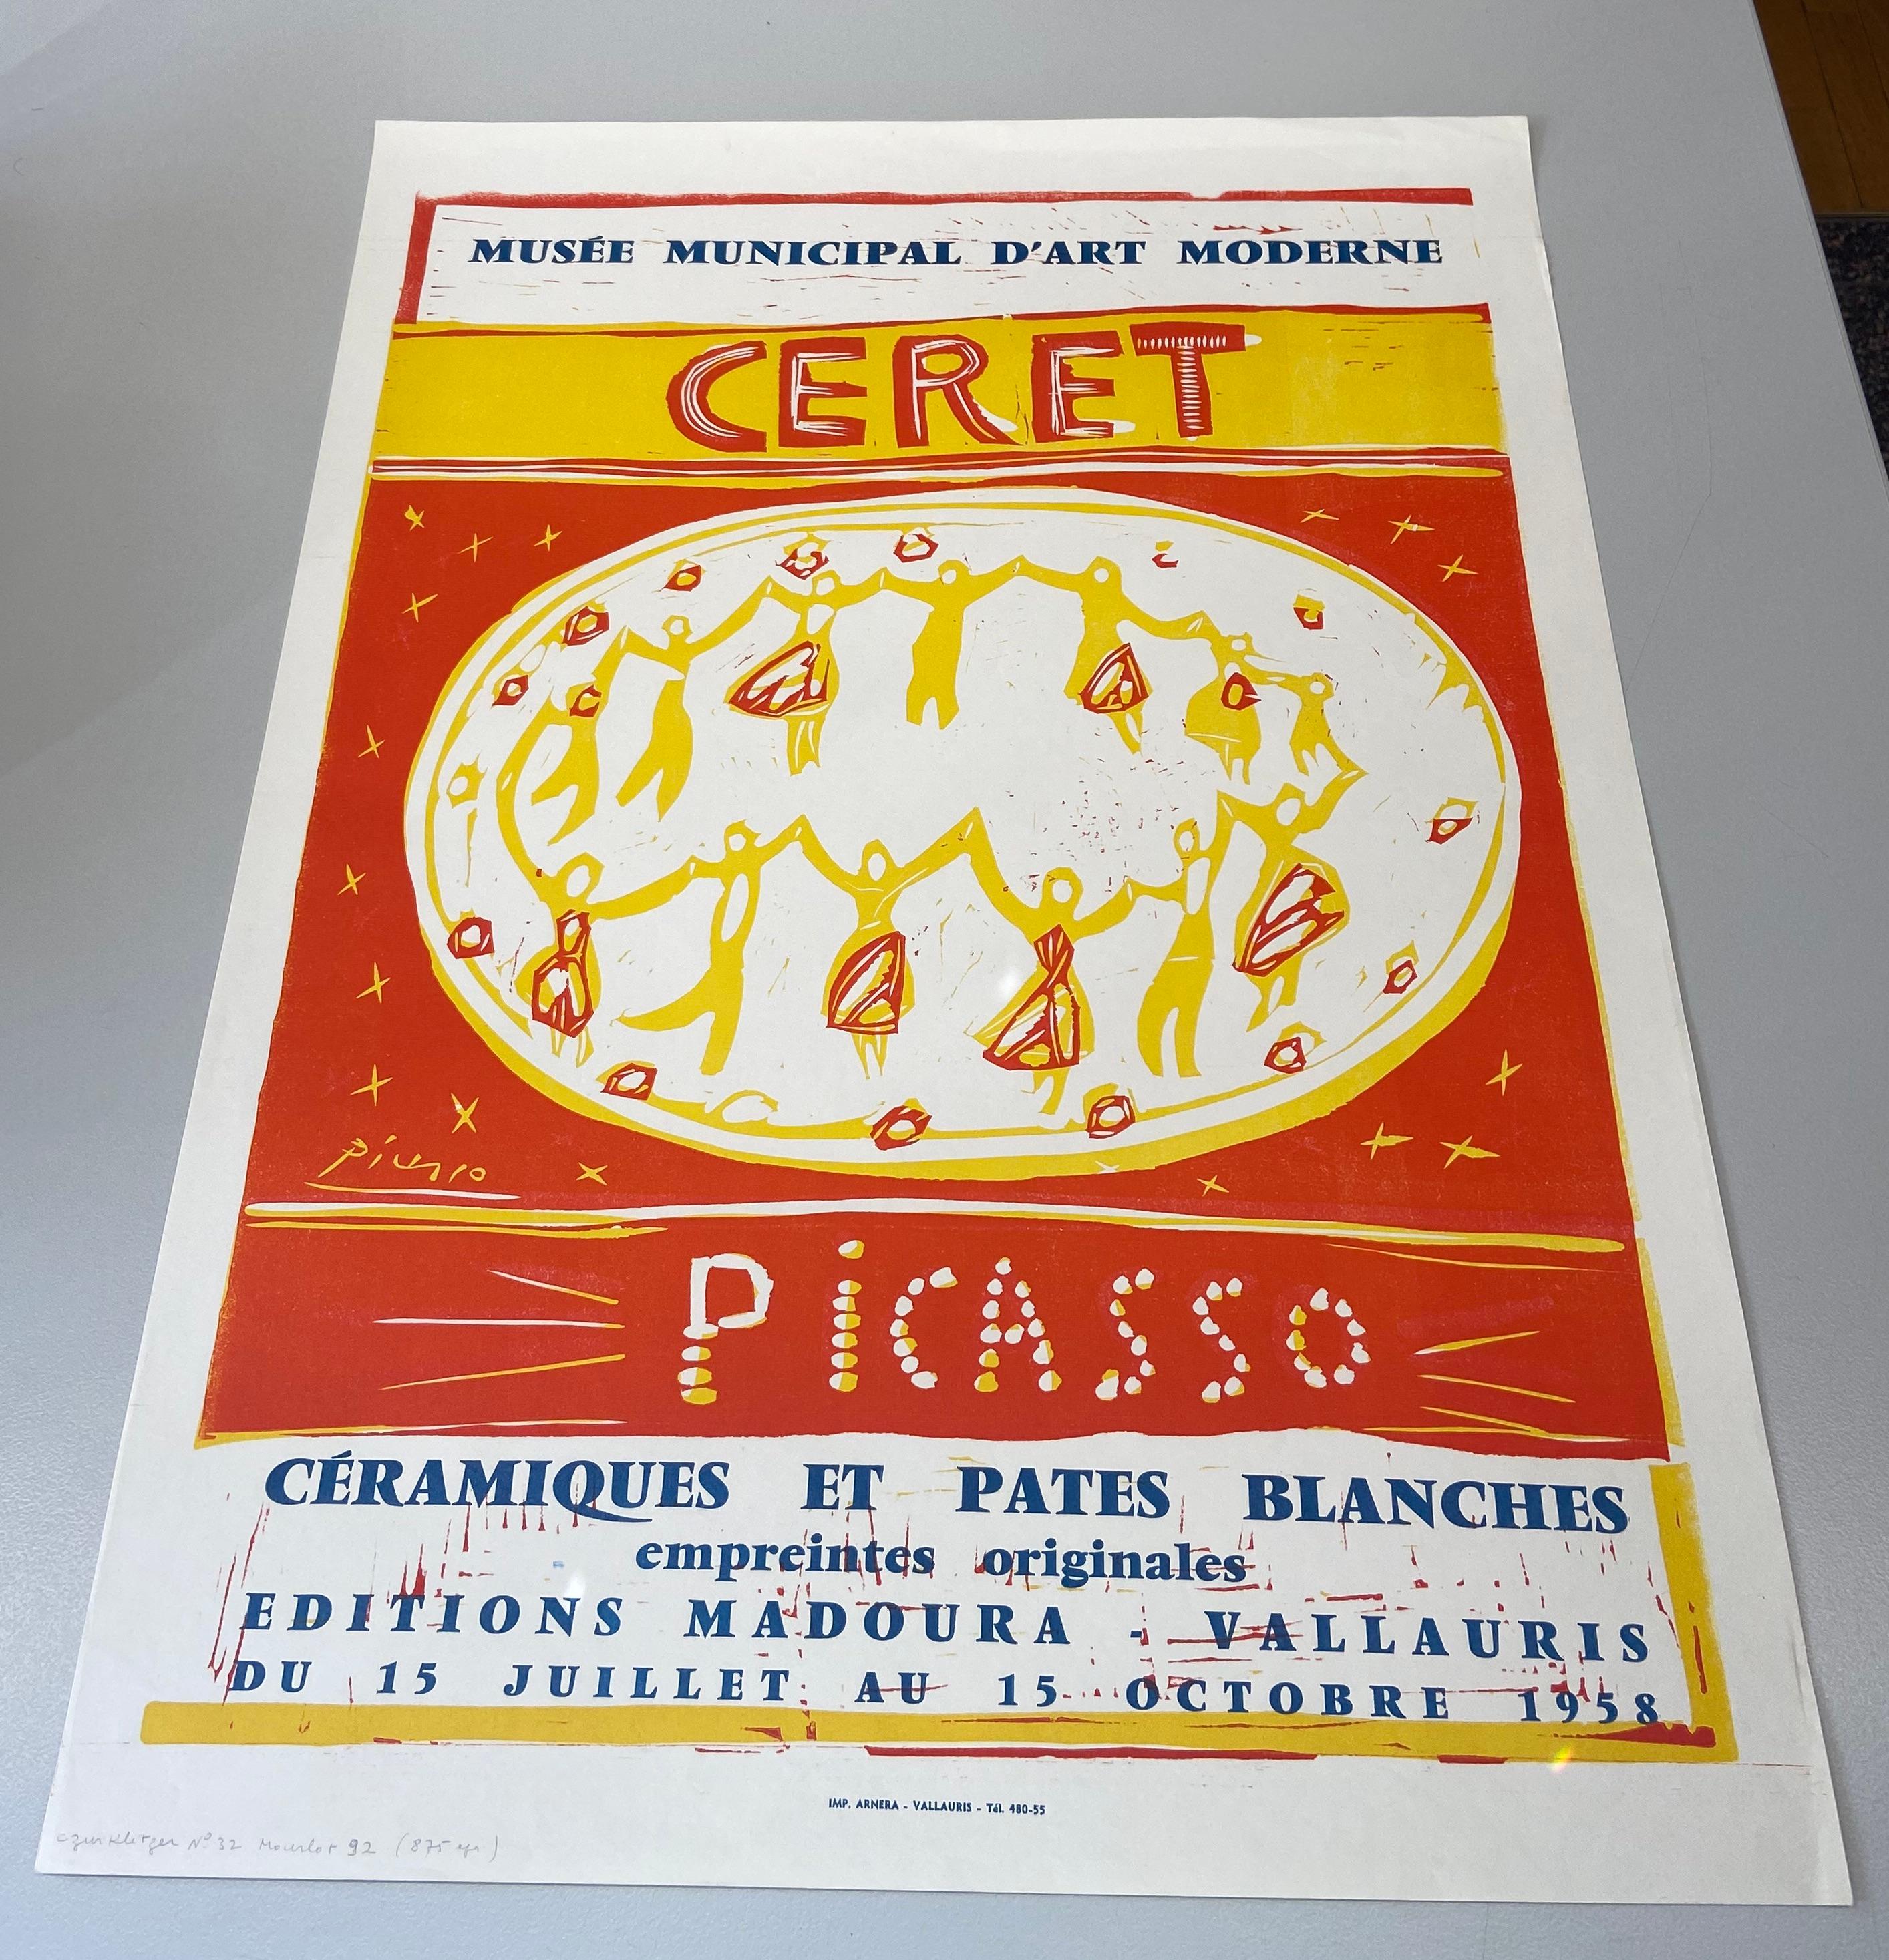 MUSÉE MUNICIPAL D'ART MODERNE
CERET
Picasso
PiCASSO
CÉRAMIQUES ET PATES BLANCHES
empreintes originales
EDITIONS MADOURA - VALLAURIS
DU 15 JUILLET AU 15 OCTOBRE 1958
IMP. ARNERA - VALLAURIS - Tél. 480-55
Czwiklitzer No 32 Mourlot 92 (875 ex)